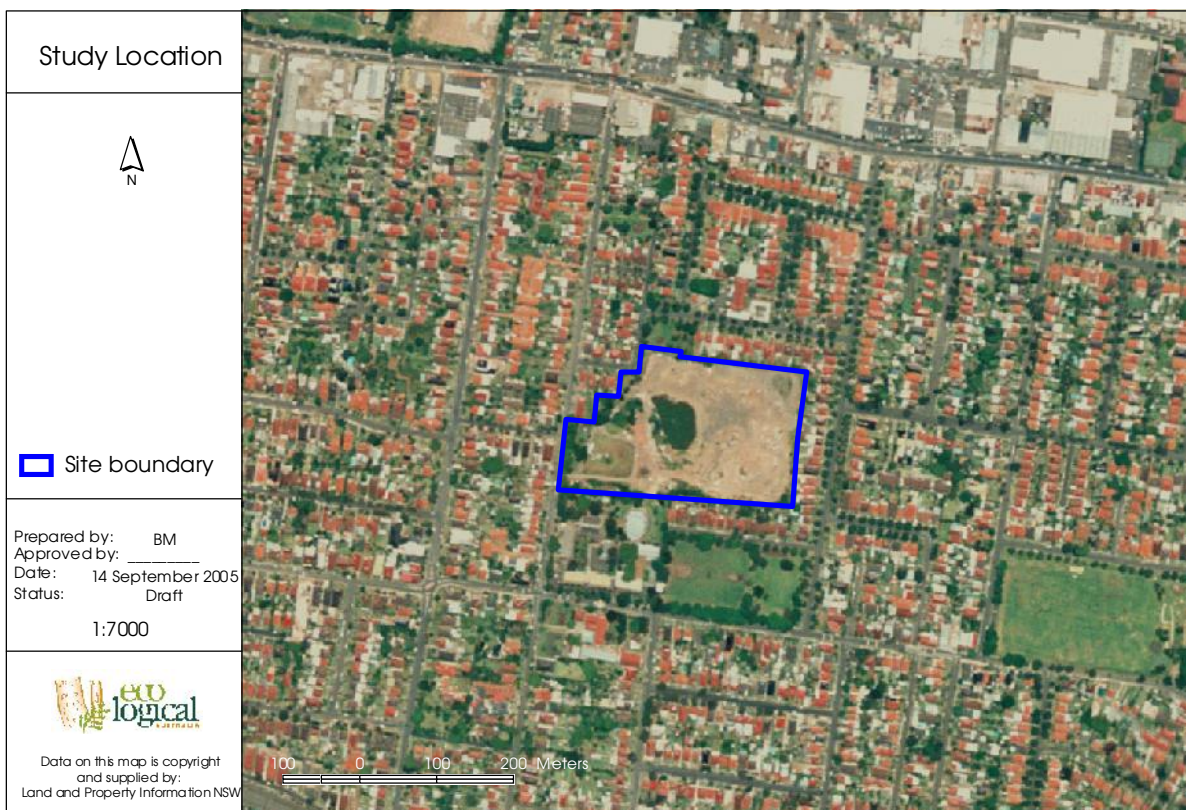 Study Location
N
Site boundary
Prepared by: BM
Approved by: _________
Date: 14 September 2005
Status: Draft
1:7000
eco
logical
AUSTRALIA
Data on this map is copyright
and supplied by:
Land and Property Information NSW
100 0 100 200 Meters